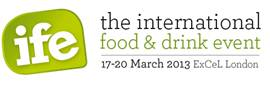 ife
the international
food & drink event
17-20 March 2013 ExCeL London